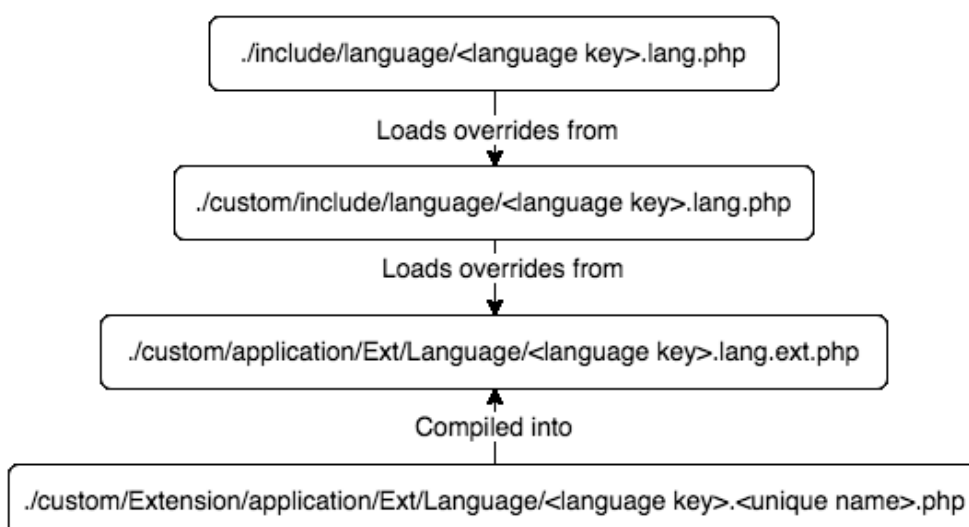 ./include/language/<language key>.lang.php
Loads overrides from
./custom/include/language/<language key>.lang.php
Loads overrides from
./custom/application/Ext/Language/<language key>.lang.ext.php
Compiled into
./custom/Extension/application/Ext/Language/<language key>.<unique name>.php